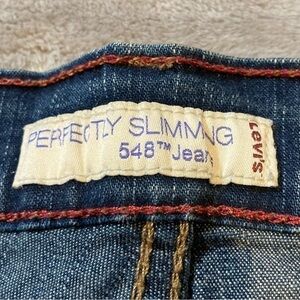 PERFECTLY SLIMMING
548™ Jeans
Levi's